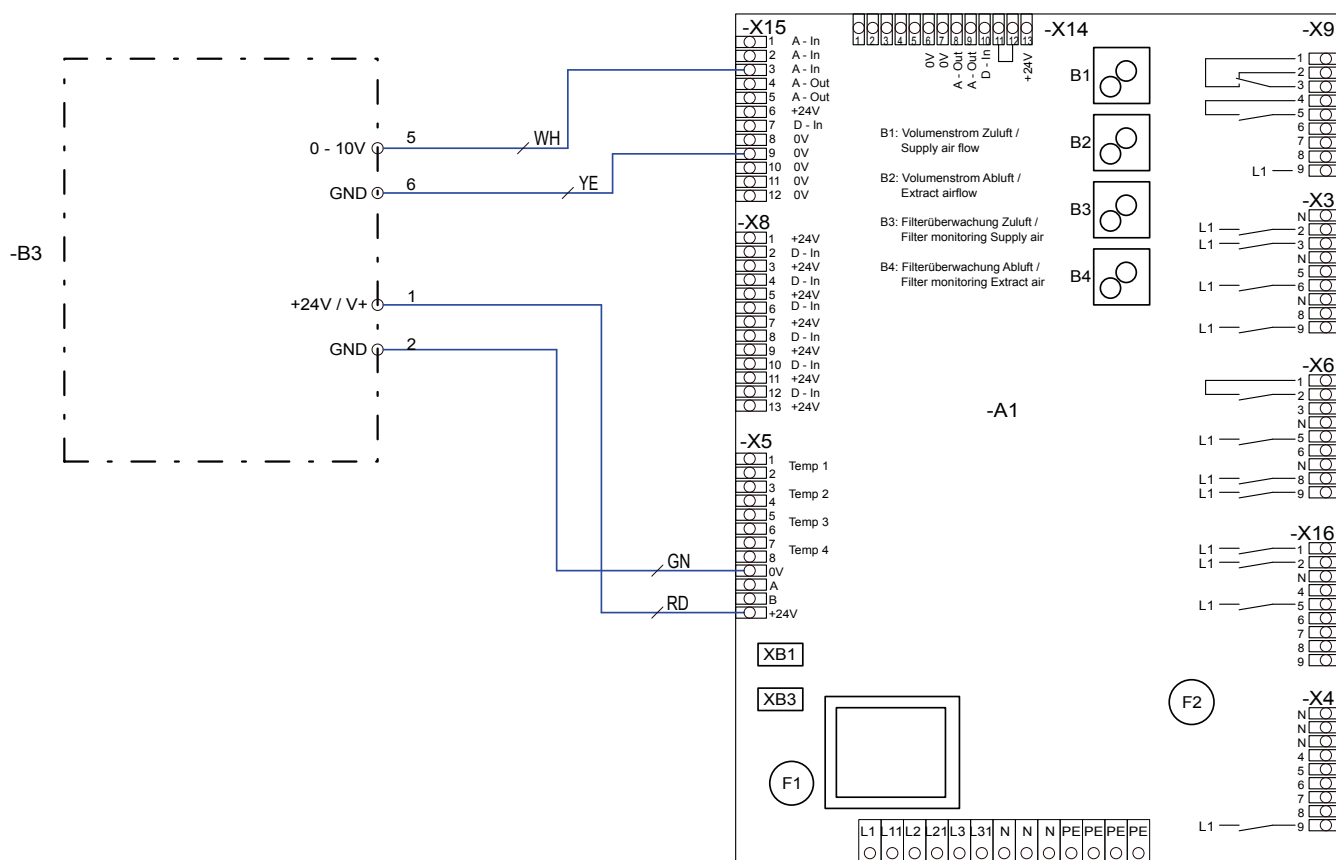 -B3
0 - 10V 5 WH
GND 6 YE
+24V / V+ 1
GND 2
GN
RD
-X15
1 A - In
2 A - In
3 A - In
4 A - Out
5 A - Out
6 +24V
7 D - In
8 0V
9 0V
10 0V
11 0V
12 0V
-X8
1 +24V
2 D - In
3 +24V
4 D - In
5 +24V
6 D - In
7 +24V
8 D - In
9 +24V
10 D - In
11 +24V
12 D - In
13 +24V
-X5
1
2
Temp 1
3
4
Temp 2
5
6
Temp 3
7
8
Temp 4
0V
A
B
+24V
XB1
XB3
F1
-X14
1 2 3 4 5 6 7 8 9 10 11 12 13
0V
0V
A - Out
A - Out
D - In
+24V
B1
B2
B3
B4
B1: Volumenstrom Zuluft /
Supply air flow
B2: Volumenstrom Abluft /
Extract airflow
B3: Filterüberwachung Zuluft /
Filter monitoring Supply air
B4: Filterüberwachung Abluft /
Filter monitoring Extract air
-A1
F2
L1 L11 L2 L21 L3 L31 N N N PE PE PE PE
-X9
1
2
3
4
5
6
7
8
L1 9
-X3
N
L1 2
L1 3
N
5
L1 6
N
8
L1 9
-X6
1
2
3
N
L1 5
6
N
L1 8
L1 9
-X16
L1 1
L1 2
N
4
L1 5
6
7
8
9
-X4
N
N
N
4
5
6
7
8
L1 9